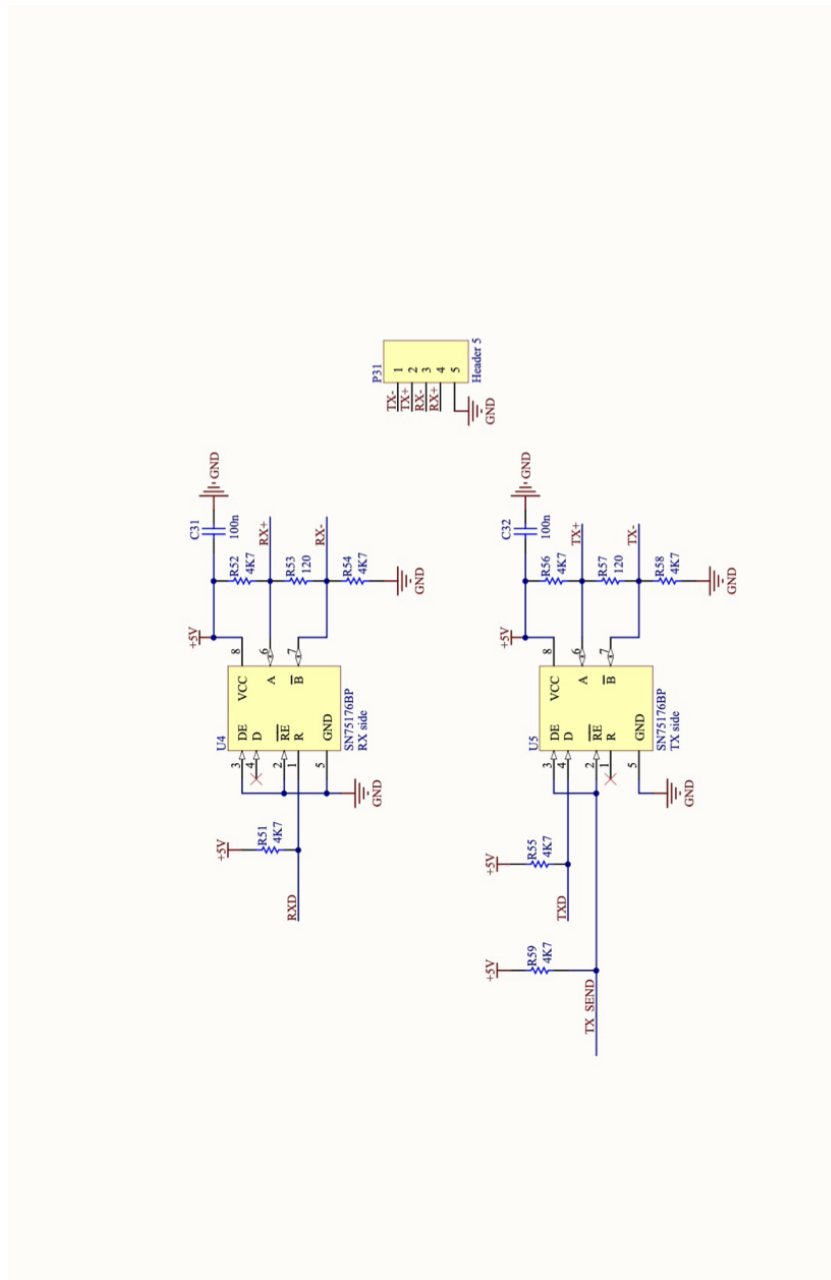 P31
TX-
TX+
RX-
RX+
1
2
3
4
5
Header 5
GND
GND
C31
100n
+5V
R52
4K7
RX+
R53
120
RX-
R54
4K7
GND
U4
3
DE
4
D
2
RE
1
R
5
GND
VCC
8
A
6
B
7
SN75176BP
RX side
GND
+5V
R51
4K7
RXD
GND
C32
100n
+5V
R56
4K7
TX+
R57
120
TX-
R58
4K7
GND
U5
3
DE
4
D
2
RE
1
R
5
GND
VCC
8
A
6
B
7
SN75176BP
TX side
GND
+5V
R55
4K7
TXD
+5V
R59
4K7
TX SEND